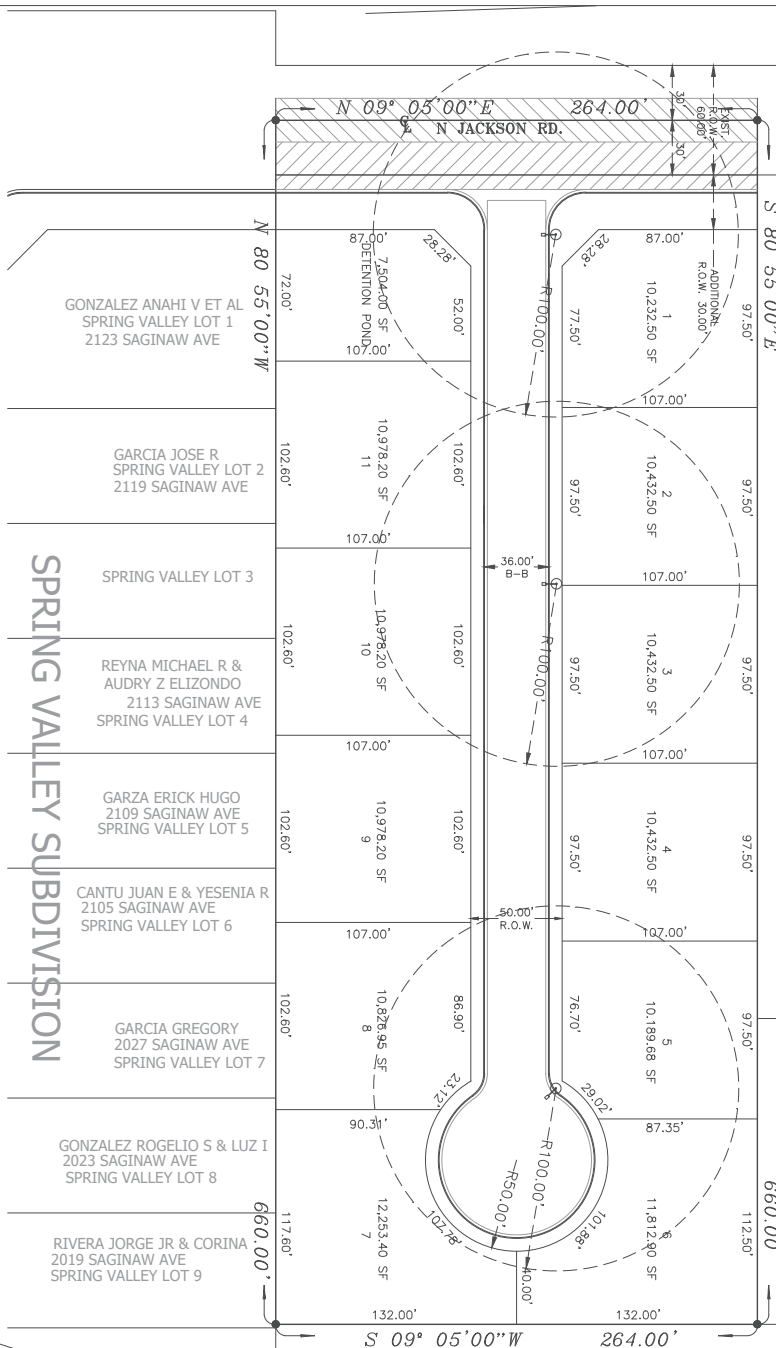 N 09° 05'00"E 264.00'
N JACKSON RD.
30'
30'
EXIST.
R.O.W.
60.00'
ADDITIONAL
R.O.W. 30.00'
S 80 55 00"E
660.00
N 80 55'00"W
660.00'
S 09° 05'00"W 264.00'
87.00'
28.28'
7,504.00 SF
DETENTION POND
72.00'
52.00'
107.00'
10,978.20 SF
11
102.60'
102.60'
107.00'
10,978.20 SF
10
102.60'
102.60'
107.00'
10,978.20 SF
9
102.60'
102.60'
107.00'
10,826.95 SF
8
102.60'
86.90'
23.12'
90.31'
12,253.40 SF
7
117.60'
107.78'
132.00'
87.00'
28.28'
1
10,232.50 SF
97.50'
77.50'
107.00'
2
10,432.50 SF
97.50'
97.50'
107.00'
3
10,432.50 SF
97.50'
97.50'
107.00'
4
10,432.50 SF
97.50'
97.50'
107.00'
5
10,189.68 SF
97.50'
76.70'
29.02'
87.35'
6
11,812.90 SF
112.50'
101.88'
132.00'
40.00'
R100.00'
R100.00'
R100.00'
R50.00'
36.00'
B-B
50.00'
R.O.W.
SPRING VALLEY SUBDIVISION
GONZALEZ ANAHI V ET AL
SPRING VALLEY LOT 1
2123 SAGINAW AVE
GARCIA JOSE R
SPRING VALLEY LOT 2
2119 SAGINAW AVE
SPRING VALLEY LOT 3
REYNA MICHAEL R &
AUDRY Z ELIZONDO
2113 SAGINAW AVE
SPRING VALLEY LOT 4
GARZA ERICK HUGO
2109 SAGINAW AVE
SPRING VALLEY LOT 5
CANTU JUAN E & YESENIA R
2105 SAGINAW AVE
SPRING VALLEY LOT 6
GARCIA GREGORY
2027 SAGINAW AVE
SPRING VALLEY LOT 7
GONZALEZ ROGELIO S & LUZ I
2023 SAGINAW AVE
SPRING VALLEY LOT 8
RIVERA JORGE JR & CORINA
2019 SAGINAW AVE
SPRING VALLEY LOT 9